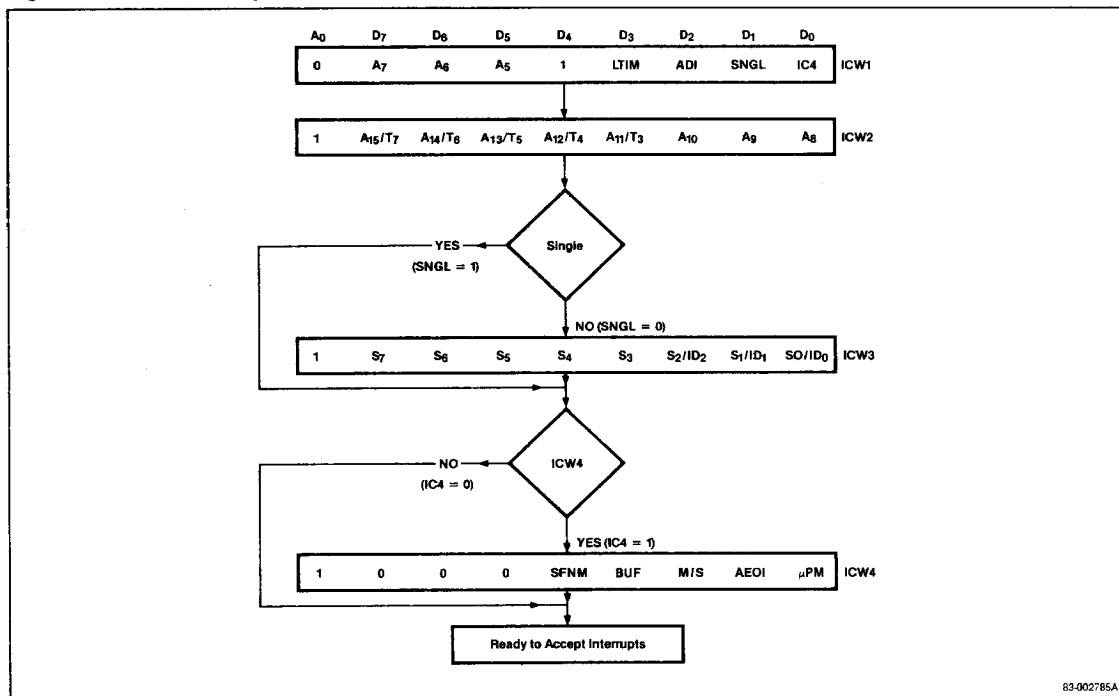 A0 D7 D6 D5 D4 D3 D2 D1 D0
0 A7 A6 A5 1 LTIM ADI SNGL IC4 ICW1
1 A15/T7 A14/T6 A13/T5 A12/T4 A11/T3 A10 A9 A8 ICW2
Single
YES
(SNGL = 1)
NO (SNGL = 0)
1 S7 S6 S5 S4 S3 S2/ID2 S1/ID1 SO/ID0 ICW3
ICW4
NO
(IC4 = 0)
YES (IC4 = 1)
1 0 0 0 SFNM BUF M/S AEOI μPM ICW4
Ready to Accept Interrupts
83-002785A